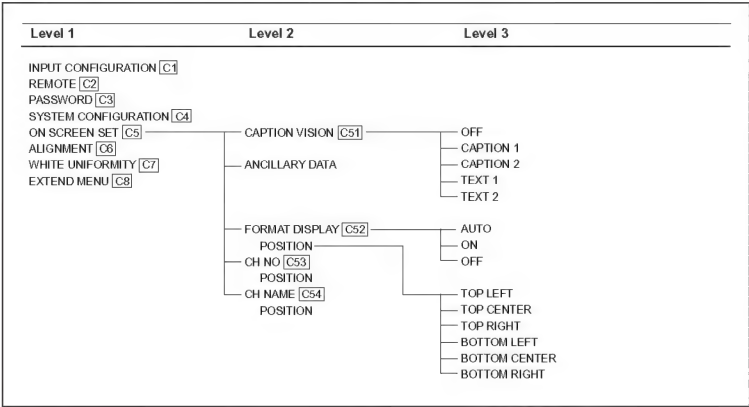 Level 1 Level 2 Level 3
INPUT CONFIGURATION C1
REMOTE C2
PASSWORD C3
SYSTEM CONFIGURATION C4
ON SCREEN SET C5 CAPTION VISION C51 OFF
ALIGNMENT C6 CAPTION 1
WHITE UNIFORMITY C7 ANCILLARY DATA CAPTION 2
EXTEND MENU C8 TEXT 1
TEXT 2
FORMAT DISPLAY C52 AUTO
POSITION ON
CH NO C53 OFF
POSITION
CH NAME C54 TOP LEFT
POSITION TOP CENTER
TOP RIGHT
BOTTOM LEFT
BOTTOM CENTER
BOTTOM RIGHT